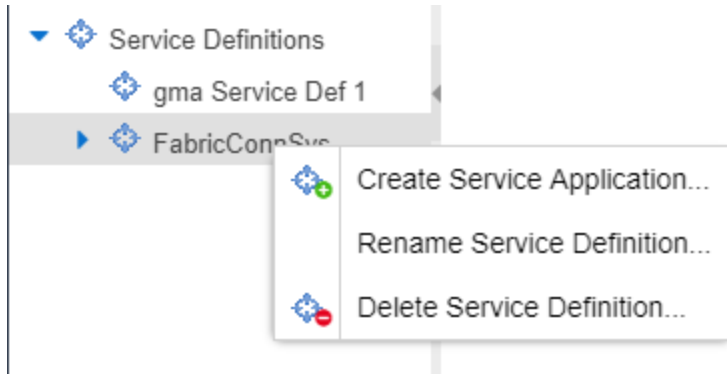 Service Definitions
gma Service Def 1
FabricConnSys
Create Service Application...
Rename Service Definition...
Delete Service Definition...